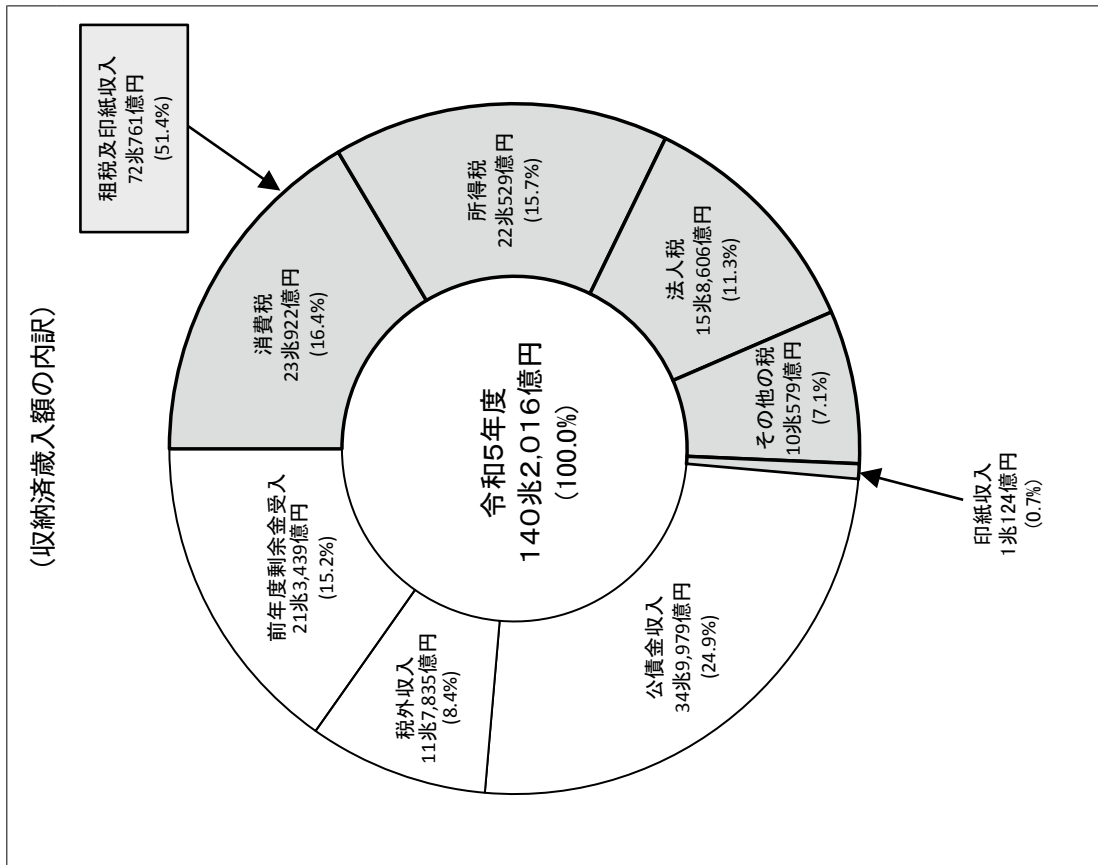 (収納済歳入額の内訳)
租税及印紙収入
72兆761億円
(51.4%)
消費税
23兆922億円
(16.4%)
所得税
22兆529億円
(15.7%)
法人税
15兆8,606億円
(11.3%)
その他の税
10兆579億円
(7.1%)
印紙収入
1兆124億円
(0.7%)
公債金収入
34兆9,979億円
(24.9%)
税外収入
11兆7,835億円
(8.4%)
前年度剰余金受入
21兆3,439億円
(15.2%)
令和5年度
140兆2,016億円
(100.0%)